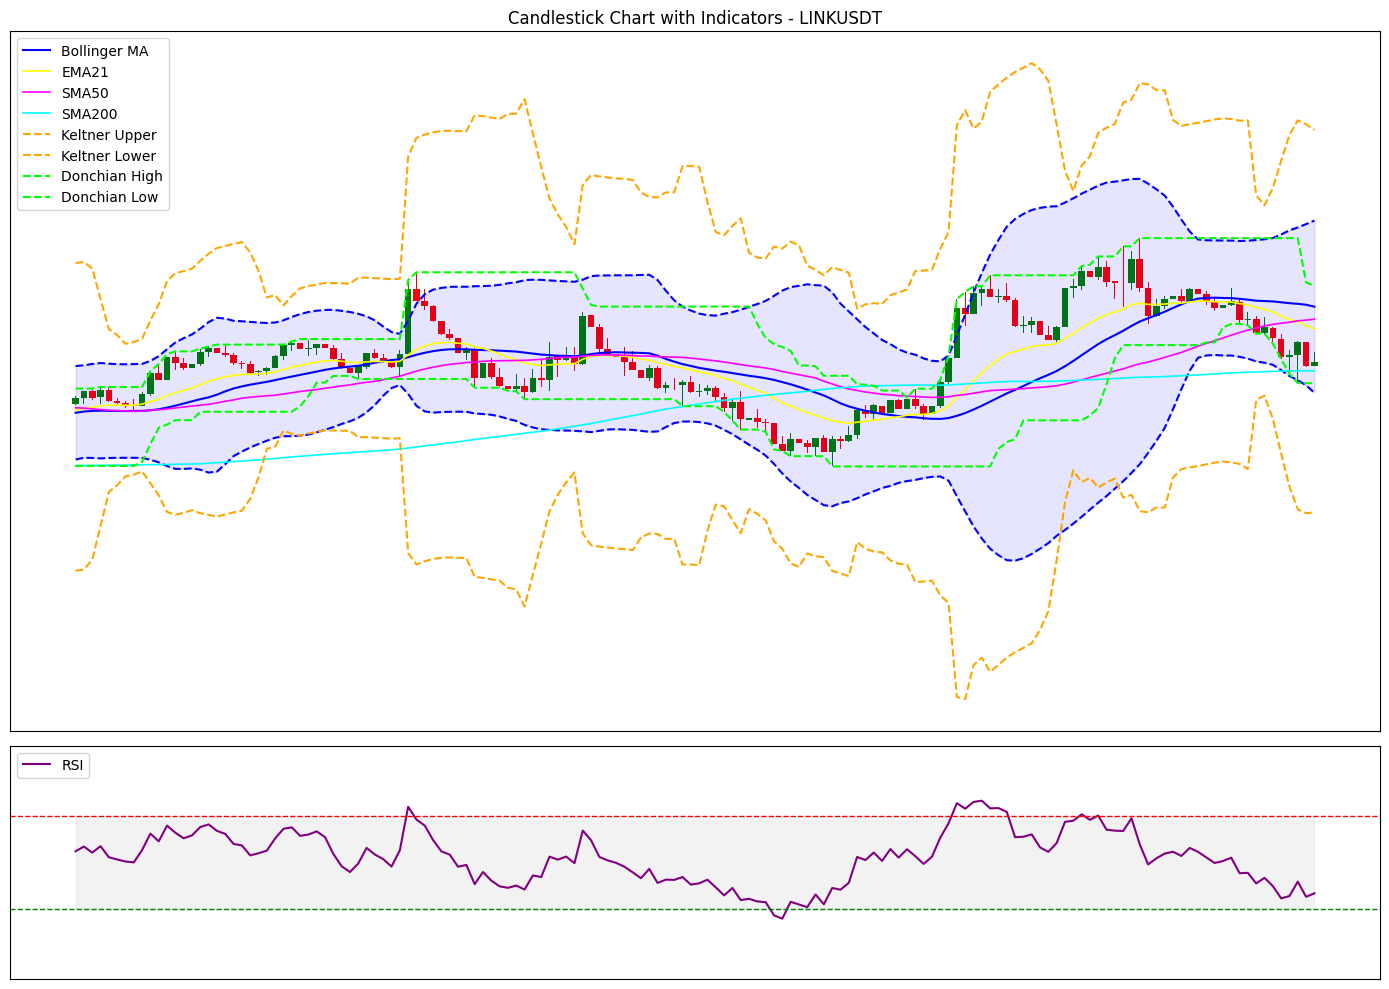 Candlestick Chart with Indicators - LINKUSDT
Bollinger MA
EMA21
SMA50
SMA200
Keltner Upper
Keltner Lower
Donchian High
Donchian Low
RSI